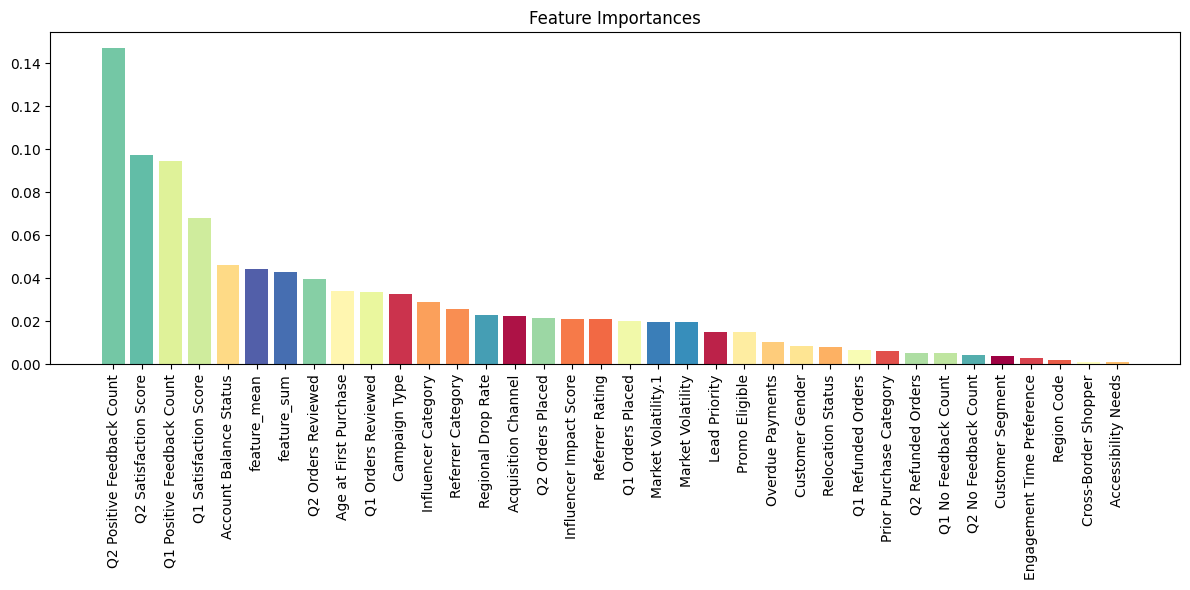 Feature Importances
0.14
0.12
0.10
0.08
0.06
0.04
0.02
0.00
Q2 Positive Feedback Count
Q2 Satisfaction Score
Q1 Positive Feedback Count
Q1 Satisfaction Score
Account Balance Status
feature_mean
feature_sum
Q2 Orders Reviewed
Age at First Purchase
Q1 Orders Reviewed
Campaign Type
Influencer Category
Referrer Category
Regional Drop Rate
Acquisition Channel
Q2 Orders Placed
Influencer Impact Score
Referrer Rating
Q1 Orders Placed
Market Volatility.1
Market Volatility
Lead Priority
Promo Eligible
Overdue Payments
Customer Gender
Relocation Status
Q1 Refunded Orders
Prior Purchase Category
Q2 Refunded Orders
Q1 No Feedback Count
Q2 No Feedback Count
Customer Segment
Engagement Time Preference
Region Code
Cross-Border Shopper
Accessibility Needs